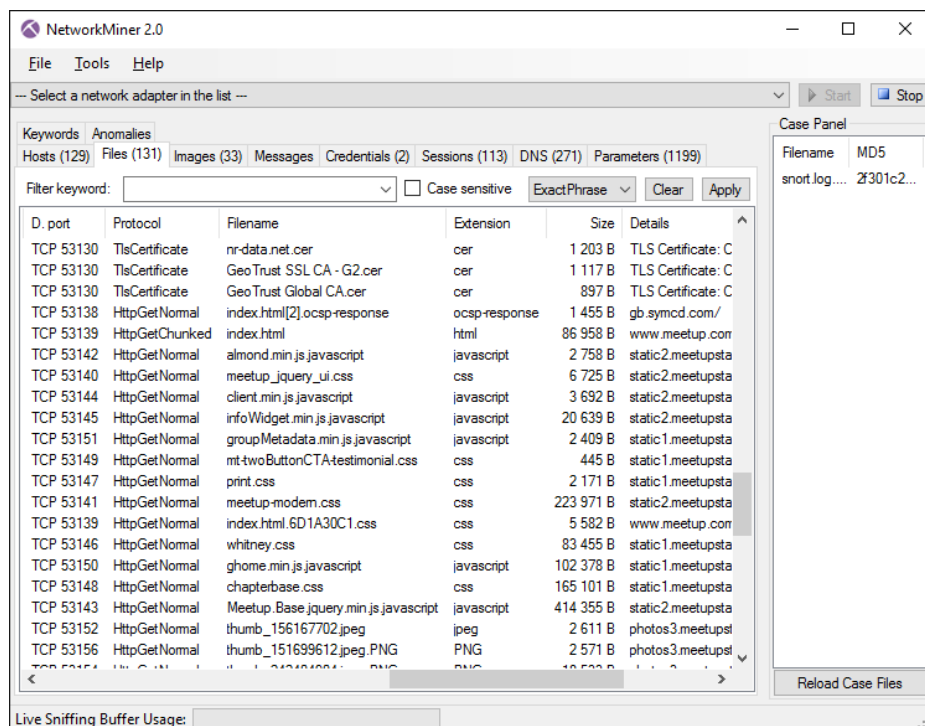 NetworkMiner 2.0
File Tools Help
--- Select a network adapter in the list ---
Start
Stop
Keywords Anomalies
Hosts (129) Files (131) Images (33) Messages Credentials (2) Sessions (113) DNS (271) Parameters (1199)
Filter keyword: Case sensitive ExactPhrase Clear Apply
D. port Protocol Filename Extension Size Details
TCP 53130 TlsCertificate nr-data.net.cer cer 1 203 B TLS Certificate: C
TCP 53130 TlsCertificate GeoTrust SSL CA - G2.cer cer 1 117 B TLS Certificate: C
TCP 53130 TlsCertificate GeoTrust Global CA.cer cer 897 B TLS Certificate: C
TCP 53138 HttpGetNormal index.html[2].ocsp-response ocsp-response 1 455 B gb.symcd.com/
TCP 53139 HttpGetChunked index.html html 86 958 B www.meetup.com
TCP 53142 HttpGetNormal almond.min.js.javascript javascript 2 758 B static2.meetupsta
TCP 53140 HttpGetNormal meetup_jquery_ui.css css 6 725 B static2.meetupsta
TCP 53144 HttpGetNormal client.min.js.javascript javascript 3 692 B static2.meetupsta
TCP 53145 HttpGetNormal infoWidget.min.js.javascript javascript 20 639 B static2.meetupsta
TCP 53151 HttpGetNormal groupMetadata.min.js.javascript javascript 2 409 B static1.meetupsta
TCP 53149 HttpGetNormal mt-twoButtonCTA-testimonial.css css 445 B static1.meetupsta
TCP 53147 HttpGetNormal print.css css 2 171 B static1.meetupsta
TCP 53141 HttpGetNormal meetup-modern.css css 223 971 B static2.meetupsta
TCP 53139 HttpGetNormal index.html.6D1A30C1.css css 5 582 B www.meetup.com
TCP 53146 HttpGetNormal whitney.css css 83 455 B static1.meetupsta
TCP 53150 HttpGetNormal ghome.min.js.javascript javascript 102 378 B static1.meetupsta
TCP 53148 HttpGetNormal chapterbase.css css 165 101 B static1.meetupsta
TCP 53143 HttpGetNormal Meetup.Base.jquery.min.js.javascript javascript 414 355 B static2.meetupsta
TCP 53152 HttpGetNormal thumb_156167702.jpeg jpeg 2 611 B photos3.meetupst
TCP 53156 HttpGetNormal thumb_151699612.jpeg.PNG PNG 2 571 B photos3.meetupst
Case Panel
Filename MD5
snort.log.... 2f301c2...
Reload Case Files
Live Sniffing Buffer Usage: